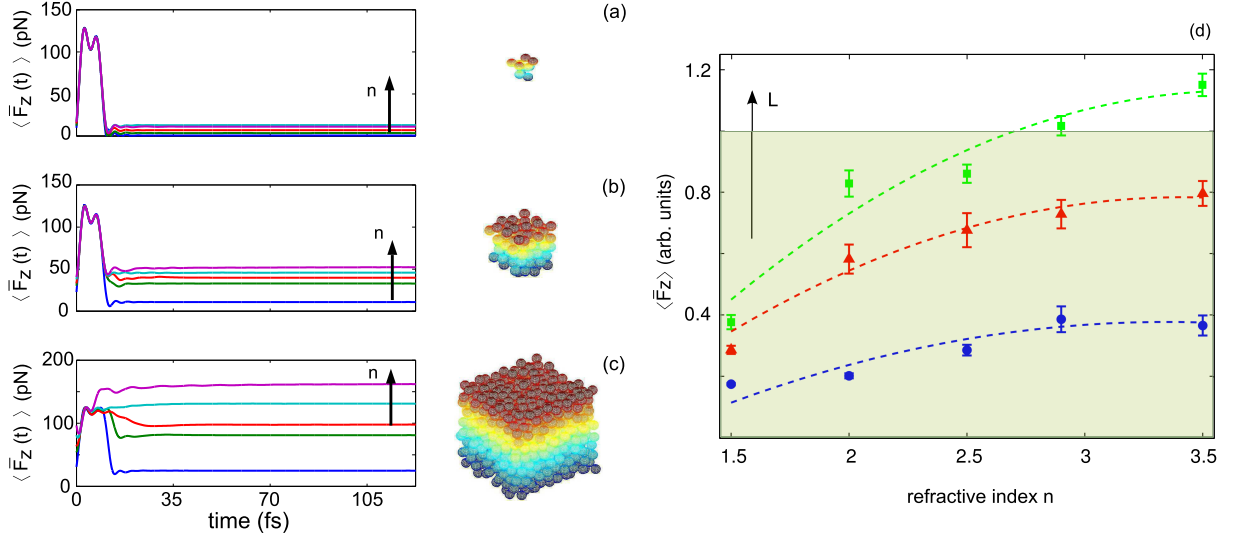 (a)
150
100
50
0
⟨ F̅z (t) ⟩ (pN)
n
(b)
150
100
50
0
⟨ F̅z (t) ⟩ (pN)
n
(c)
200
150
100
50
0
⟨ F̅z (t) ⟩ (pN)
n
0 35 70 105
time (fs)
(d)
1.2
0.8
0.4
⟨F̅z⟩ (arb. units)
L
1.5 2 2.5 3 3.5
refractive index n